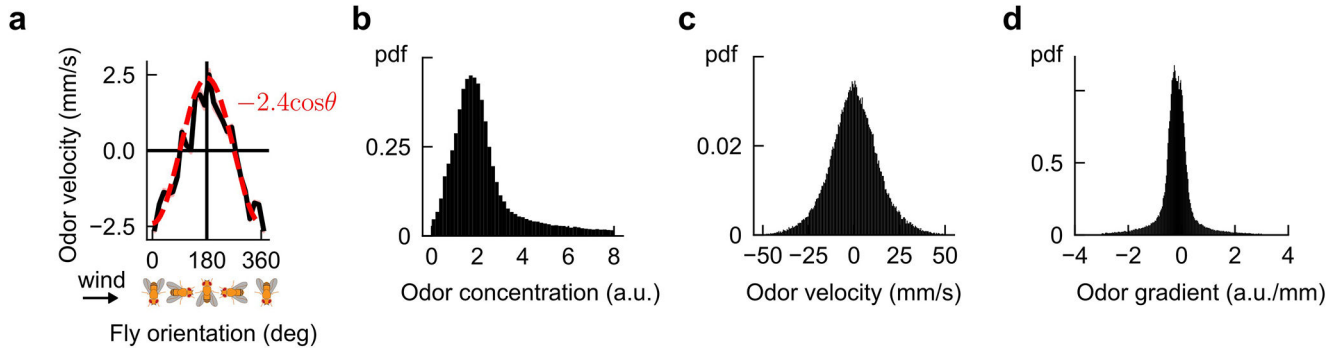 a
Odor velocity (mm/s)
2.5
0.0
−2.5
−2.4cosθ
0 180 360
wind
Fly orientation (deg)
b
pdf
0.25
0
0 2 4 6 8
Odor concentration (a.u.)
c
pdf
0.02
0
−50 −25 0 25 50
Odor velocity (mm/s)
d
pdf
0.5
0
−4 −2 0 2 4
Odor gradient (a.u./mm)